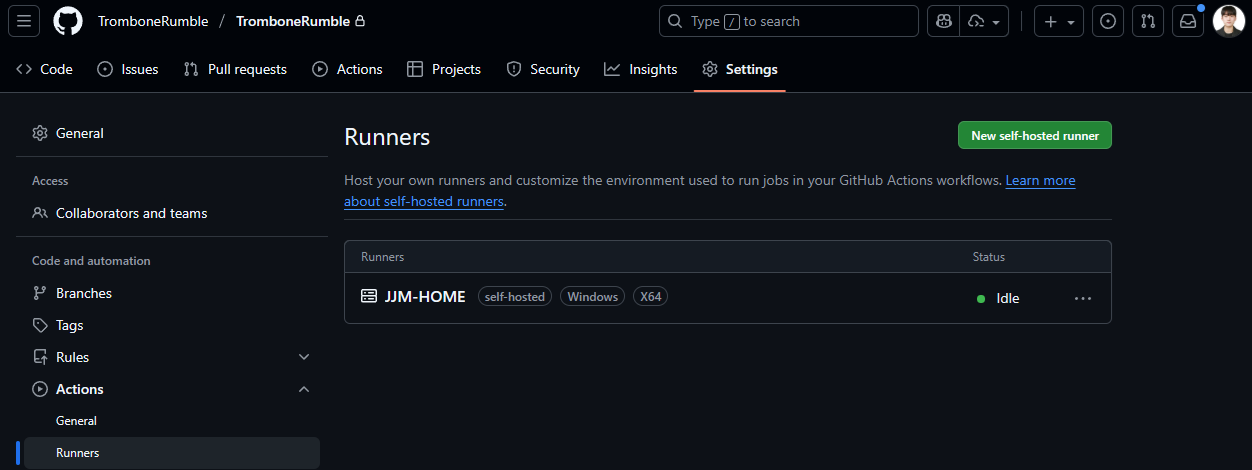 TromboneRumble / TromboneRumble
Type / to search
Code Issues Pull requests Actions Projects Security Insights Settings
General
Access
Collaborators and teams
Code and automation
Branches
Tags
Rules
Actions
General
Runners
Runners
New self-hosted runner
Host your own runners and customize the environment used to run jobs in your GitHub Actions workflows. Learn more
about self-hosted runners.
Runners Status
JJM-HOME self-hosted Windows X64 Idle